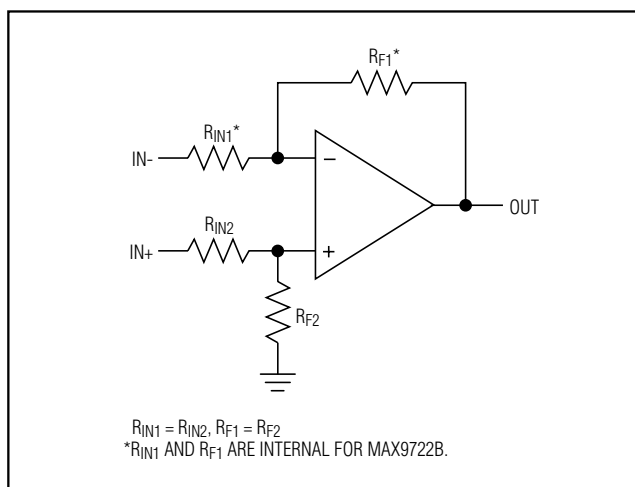 RF1*
RIN1*
IN-
−
OUT
RIN2
IN+
+
RF2
RIN1 = RIN2, RF1 = RF2
*RIN1 AND RF1 ARE INTERNAL FOR MAX9722B.